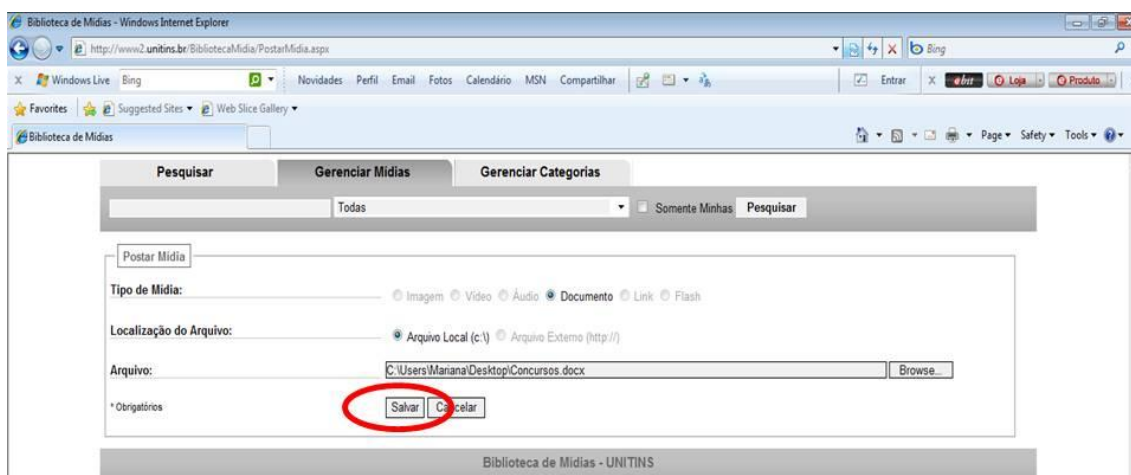 Biblioteca de Mídias - Windows Internet Explorer
http://www2.unitins.br/BibliotecaMidia/PostarMidia.aspx Bing
X Windows Live Bing Novidades Perfil Email Fotos Calendário MSN Compartilhar Entrar X ebit Loja Produto
Favorites Suggested Sites Web Slice Gallery
Biblioteca de Mídias Page Safety Tools
Pesquisar Gerenciar Mídias Gerenciar Categorias
Todas Somente Minhas Pesquisar
Postar Mídia
Tipo de Mídia: Imagem Vídeo Áudio Documento Link Flash
Localização do Arquivo: Arquivo Local (c:\) Arquivo Externo (http://)
Arquivo: C:\Users\Mariana\Desktop\Concursos.docx Browse...
* Obrigatórios Salvar Cancelar
Biblioteca de Mídias - UNITINS